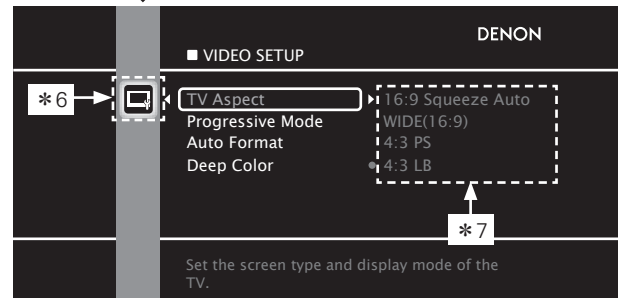 DENON
■ VIDEO SETUP
*6
TV Aspect
16:9 Squeeze Auto
Progressive Mode
WIDE(16:9)
Auto Format
4:3 PS
Deep Color
4:3 LB
*7
Set the screen type and display mode of the
TV.